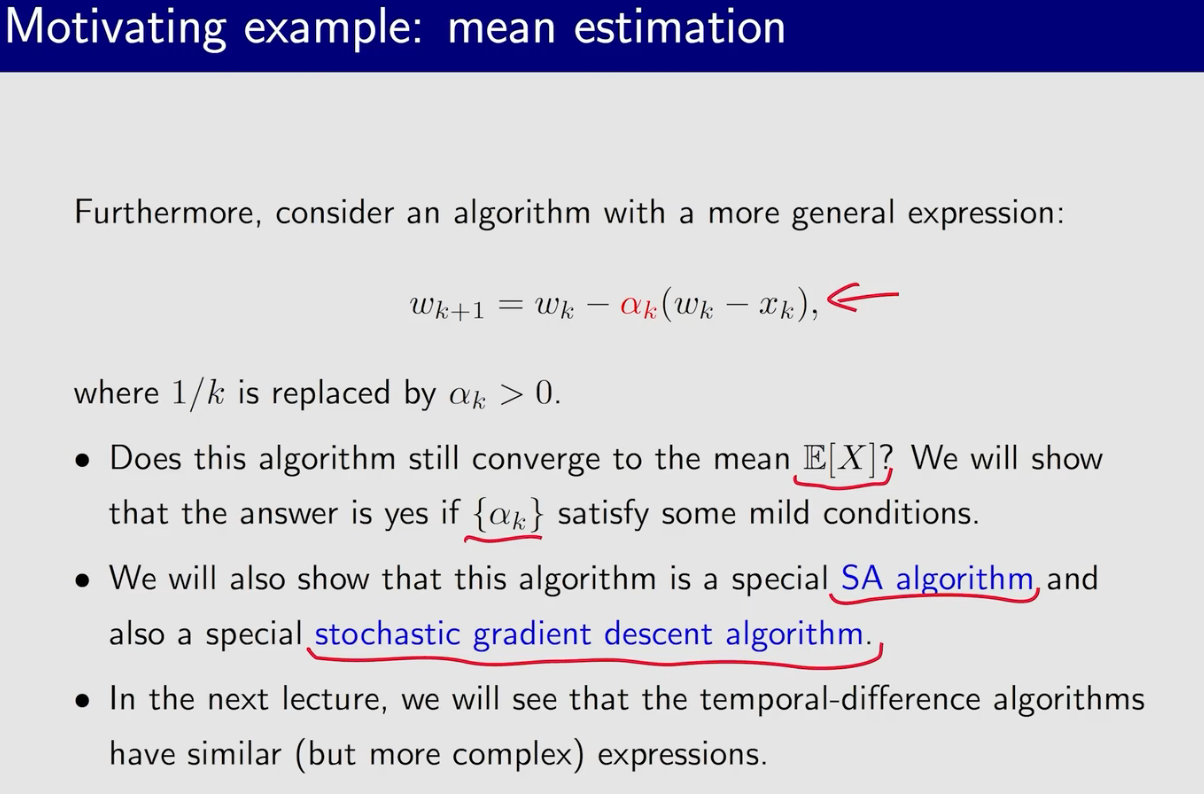 Motivating example: mean estimation
Furthermore, consider an algorithm with a more general expression:
w_{k+1} = w_k − α_k(w_k − x_k),
where 1/k is replaced by α_k > 0.
• Does this algorithm still converge to the mean 𝔼[X]? We will show
that the answer is yes if {α_k} satisfy some mild conditions.
• We will also show that this algorithm is a special SA algorithm and
also a special stochastic gradient descent algorithm.
• In the next lecture, we will see that the temporal-difference algorithms
have similar (but more complex) expressions.